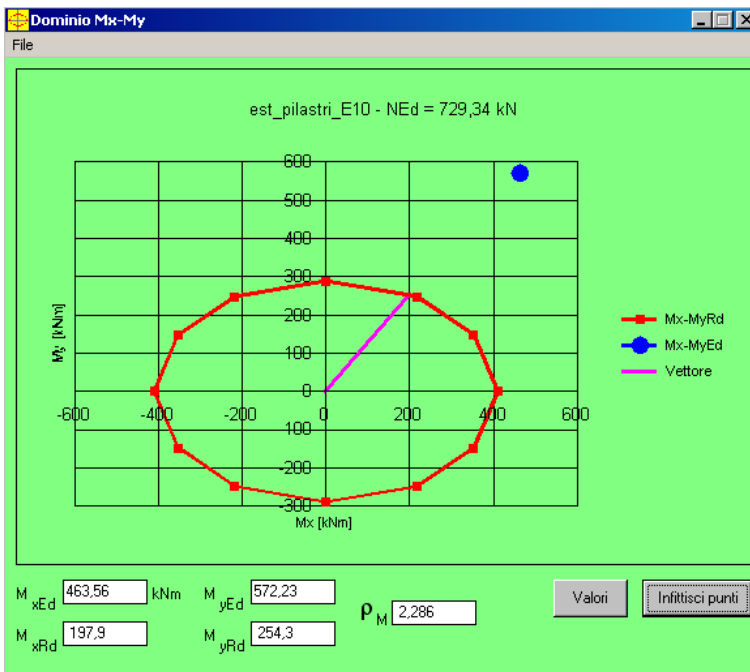 Dominio Mx-My
File
est_pilastri_E10 - NEd = 729,34 kN
600
500
400
300
200
100
0
-100
-200
-300
-600 -400 -200 0 200 400 600
My [kNm]
Mx [kNm]
Mx-MyRd
Mx-MyEd
Vettore
M xEd 463,56 kNm M yEd 572,23
M xRd 197,9 M yRd 254,3
ρ M 2,286
Valori
Infittisci punti